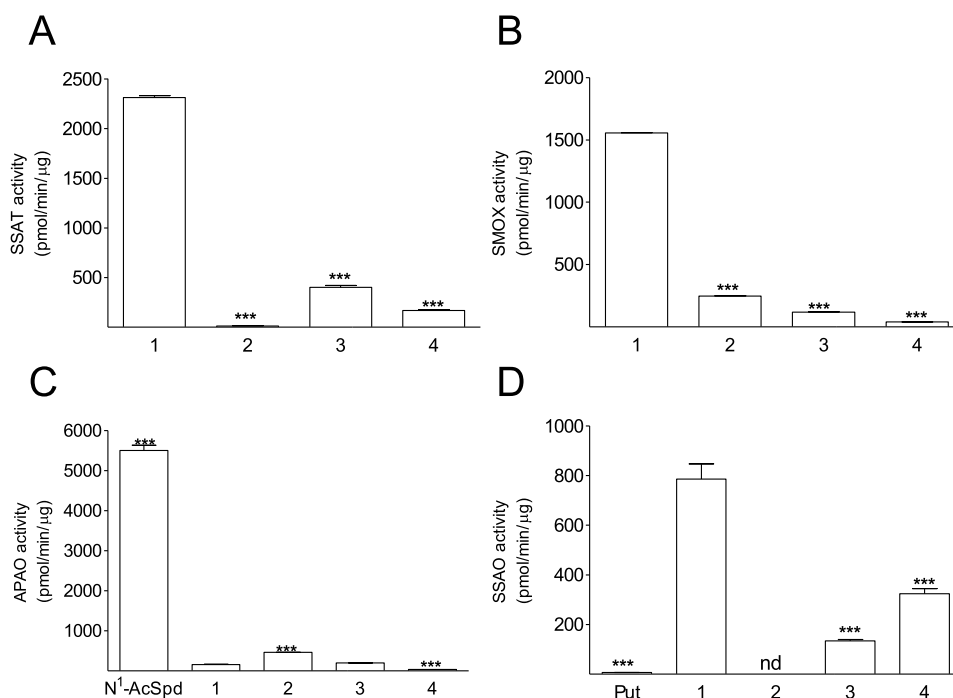 A
SSAT activity
(pmol/min/µg)
2500
2000
1500
1000
500
***
***
***
1 2 3 4
B
SMOX activity
(pmol/min/µg)
2000
1500
1000
500
***
***
***
1 2 3 4
C
APAO activity
(pmol/min/µg)
6000
5000
4000
3000
2000
1000
***
***
***
N¹-AcSpd 1 2 3 4
D
SSAO activity
(pmol/min/µg)
1000
800
600
400
200
***
nd
***
***
Put 1 2 3 4